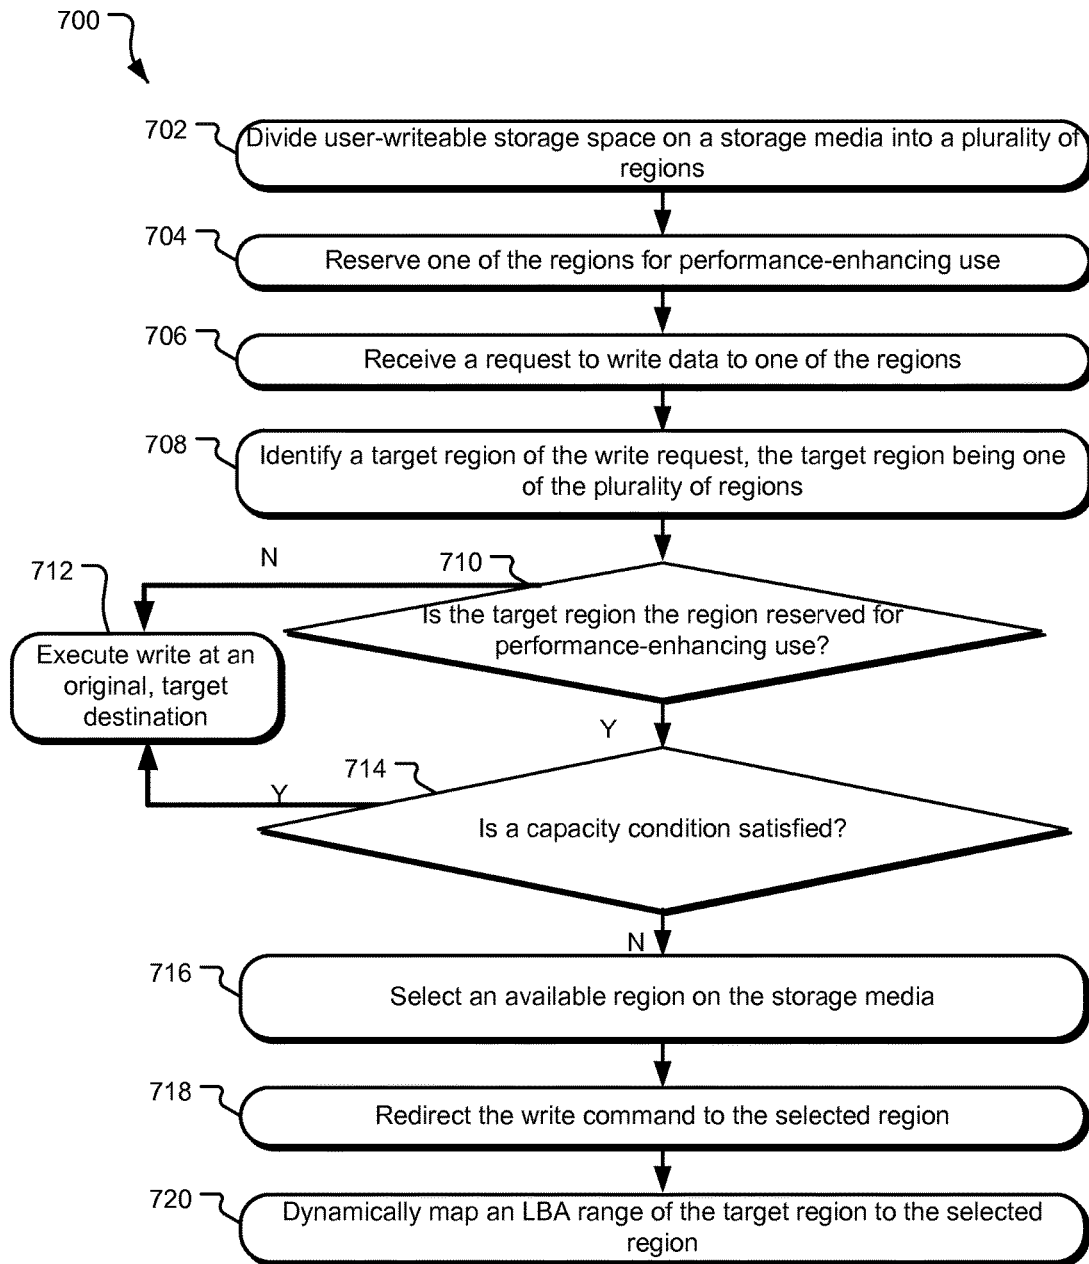 700
702
Divide user-writeable storage space on a storage media into a plurality of
regions
704
Reserve one of the regions for performance-enhancing use
706
Receive a request to write data to one of the regions
708
Identify a target region of the write request, the target region being one
of the plurality of regions
N
710
712
Is the target region the region reserved for
performance-enhancing use?
Execute write at an
original, target
destination
Y
714
Y
Is a capacity condition satisfied?
N
716
Select an available region on the storage media
718
Redirect the write command to the selected region
720
Dynamically map an LBA range of the target region to the selected
region